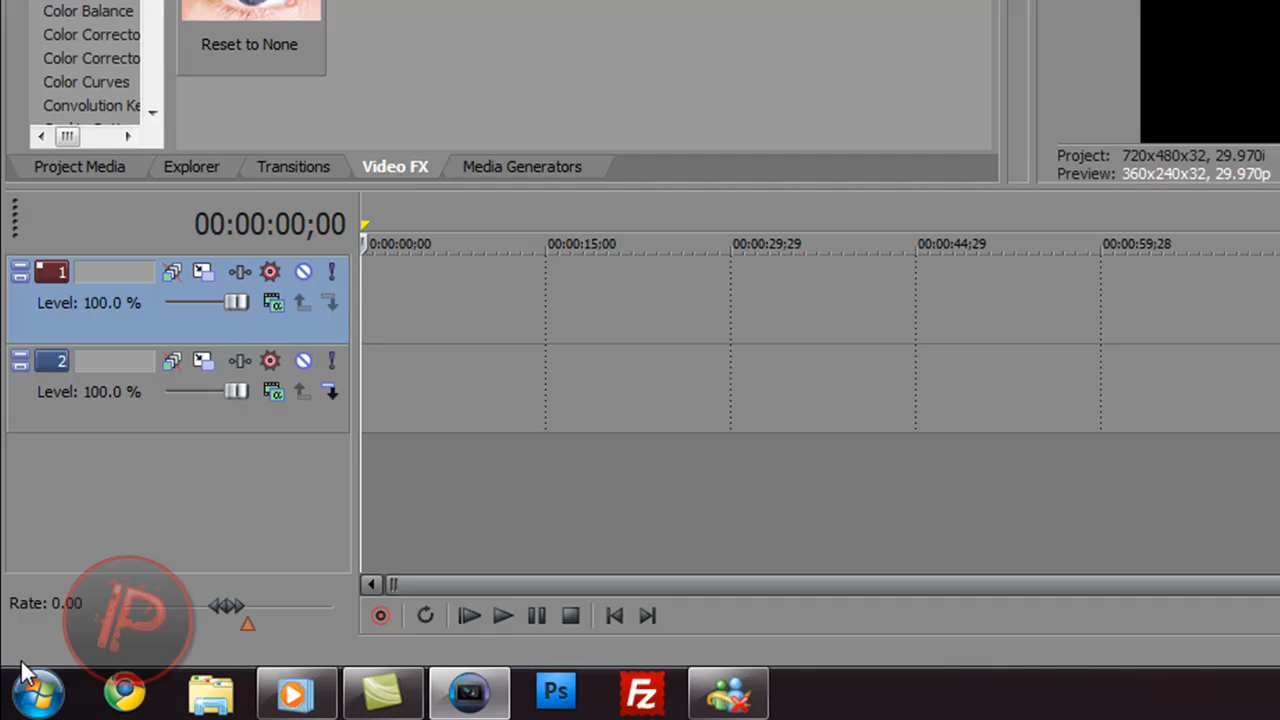 Color Balance
Color Correcto
Color Correcto
Color Curves
Convolution Ke
Reset to None
Project Media
Explorer
Transitions
Video FX
Media Generators
Project: 720x480x32, 29.970i
Preview: 360x240x32, 29.970p
00:00:00;00
0:00:00;00
00:00:15;00
00:00:29;29
00:00:44;29
00:00:59;28
1
Level: 100.0 %
2
Level: 100.0 %
Rate: 0.00
IP
Ps
Fz